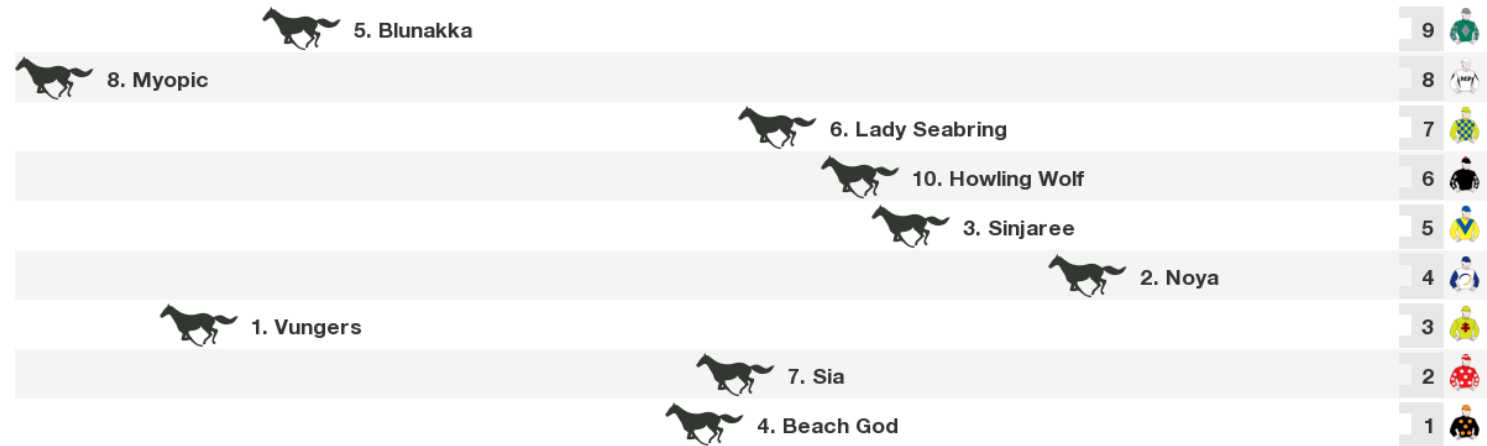 5. Blunakka 9
8. Myopic 8
MP
6. Lady Seabring 7
10. Howling Wolf 6
3. Sinjaree 5
2. Noya 4
1. Vungers 3
7. Sia 2
4. Beach God 1